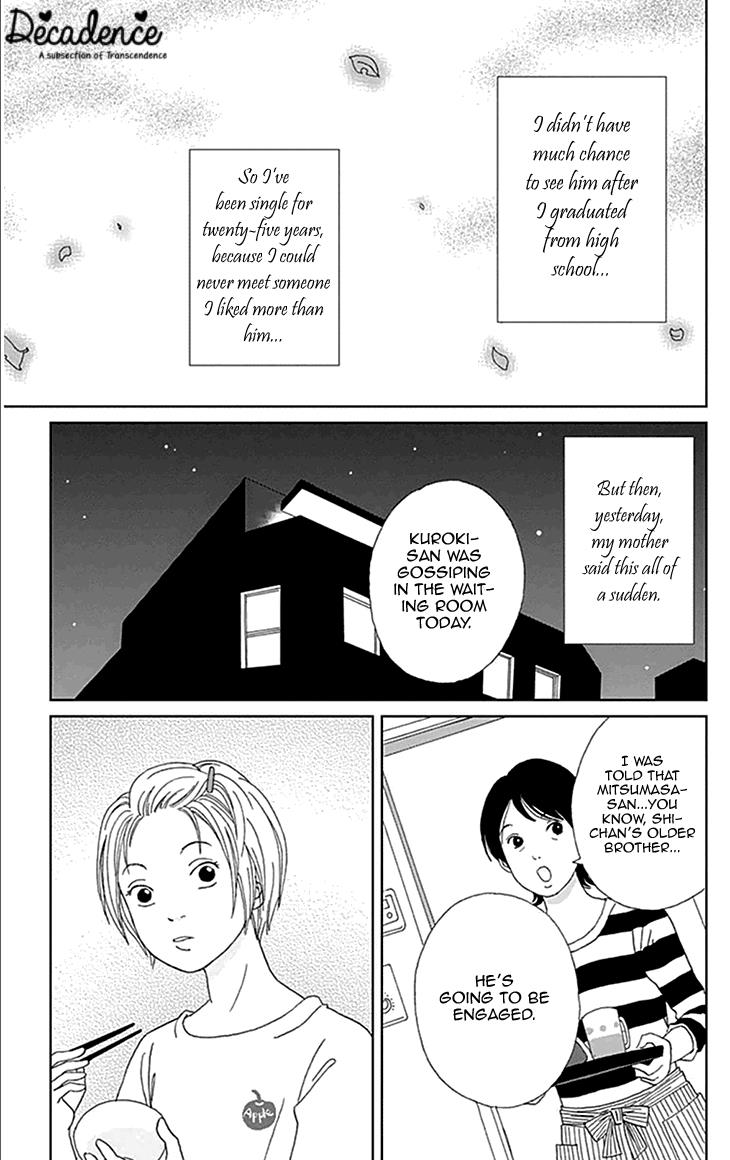 Decadence
A subsection of Transcendence
I didn't have
much chance
to see him after
I graduated
from high
school...
So I've
been single for
twenty-five years,
because I could
never meet someone
I liked more than
him...
But then,
yesterday,
my mother
said this all of
a sudden.
KUROKI-
SAN WAS
GOSSIPING
IN THE WAIT-
ING ROOM
TODAY.
I WAS
TOLD THAT
MITSUMASA-
SAN...YOU
KNOW, SHI-
CHAN'S OLDER
BROTHER...
HE'S
GOING TO BE
ENGAGED.
Apple